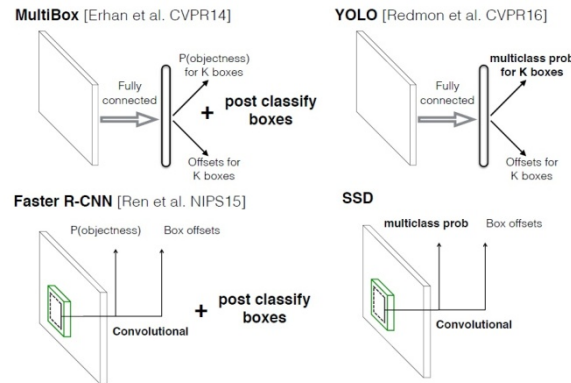 MultiBox [Erhan et al. CVPR14]
P(objectness)
for K boxes
Fully
connected
+ post classify
boxes
Offsets for
K boxes
YOLO [Redmon et al. CVPR16]
multiclass prob
for K boxes
Fully
connected
Offsets for
K boxes
Faster R-CNN [Ren et al. NIPS15]
P(objectness) Box offsets
+ post classify
boxes
Convolutional
SSD
multiclass prob Box offsets
Convolutional